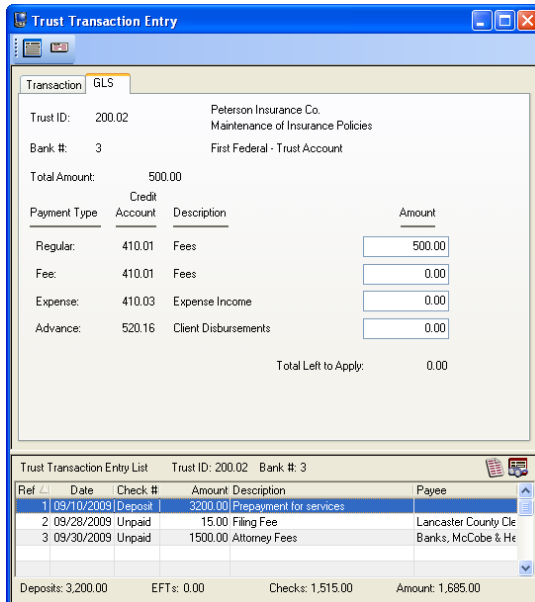 Trust Transaction Entry
Transaction GLS
Trust ID: 200.02 Peterson Insurance Co.
Maintenance of Insurance Policies
Bank #: 3 First Federal - Trust Account
Total Amount: 500.00
Credit
Payment Type Account Description Amount
Regular: 410.01 Fees 500.00
Fee: 410.01 Fees 0.00
Expense: 410.03 Expense Income 0.00
Advance: 520.16 Client Disbursements 0.00
Total Left to Apply: 0.00
Trust Transaction Entry List Trust ID: 200.02 Bank #: 3
Ref Date Check # Amount Description Payee
1 09/10/2009 Deposit 3200.00 Prepayment for services
2 09/28/2009 Unpaid 15.00 Filing Fee Lancaster County Cle
3 09/30/2009 Unpaid 1500.00 Attorney Fees Banks, McCobe & He
Deposits: 3,200.00 EFTs: 0.00 Checks: 1,515.00 Amount: 1,685.00